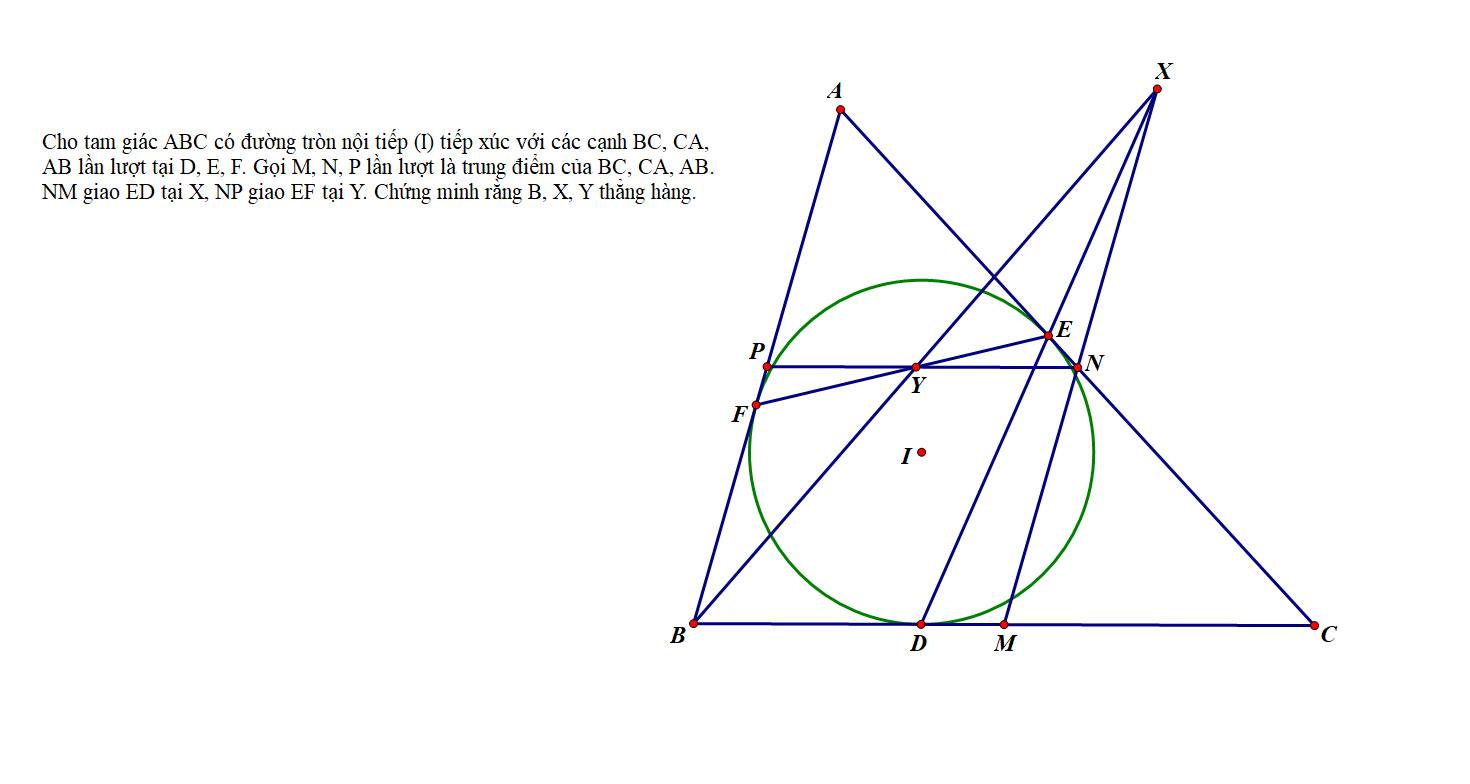 Cho tam giác ABC có đường tròn nội tiếp (I) tiếp xúc với các cạnh BC, CA,
AB lần lượt tại D, E, F. Gọi M, N, P lần lượt là trung điểm của BC, CA, AB.
NM giao ED tại X, NP giao EF tại Y. Chứng minh rằng B, X, Y thẳng hàng.
X
A
E
P
N
Y
F
I
B
D
M
C